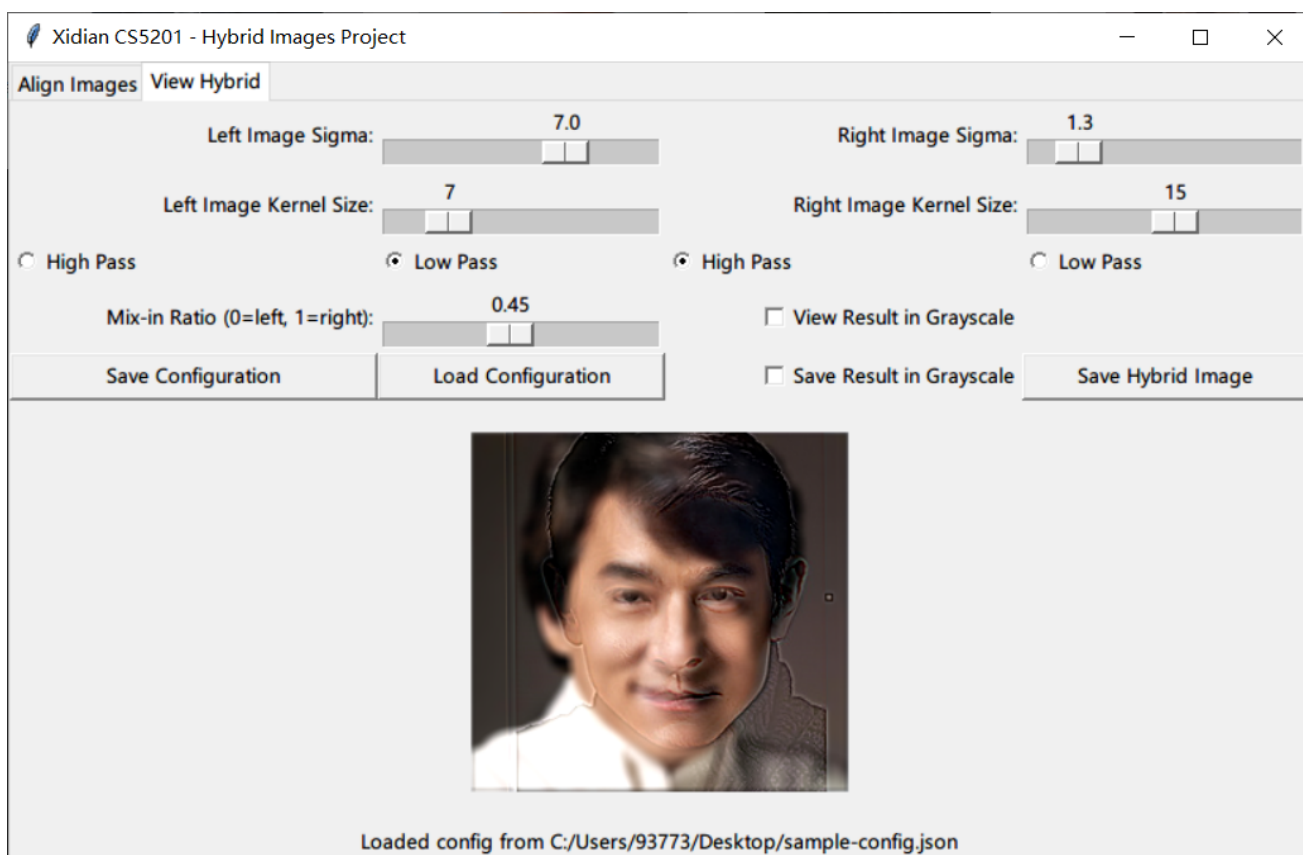 Xidian CS5201 - Hybrid Images Project
Align Images View Hybrid
7.0 1.3
Left Image Sigma: Right Image Sigma:
7 15
Left Image Kernel Size: Right Image Kernel Size:
High Pass Low Pass High Pass Low Pass
0.45
Mix-in Ratio (0=left, 1=right): View Result in Grayscale
Save Configuration Load Configuration Save Result in Grayscale Save Hybrid Image
Loaded config from C:/Users/93773/Desktop/sample-config.json